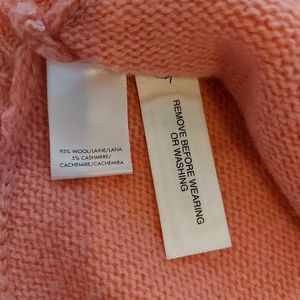 95% WOOL/LAINE/LANA
5% CASHMERE/
CACHEMIRE/CACHEMIRA
REMOVE BEFORE WEARING
OR WASHING